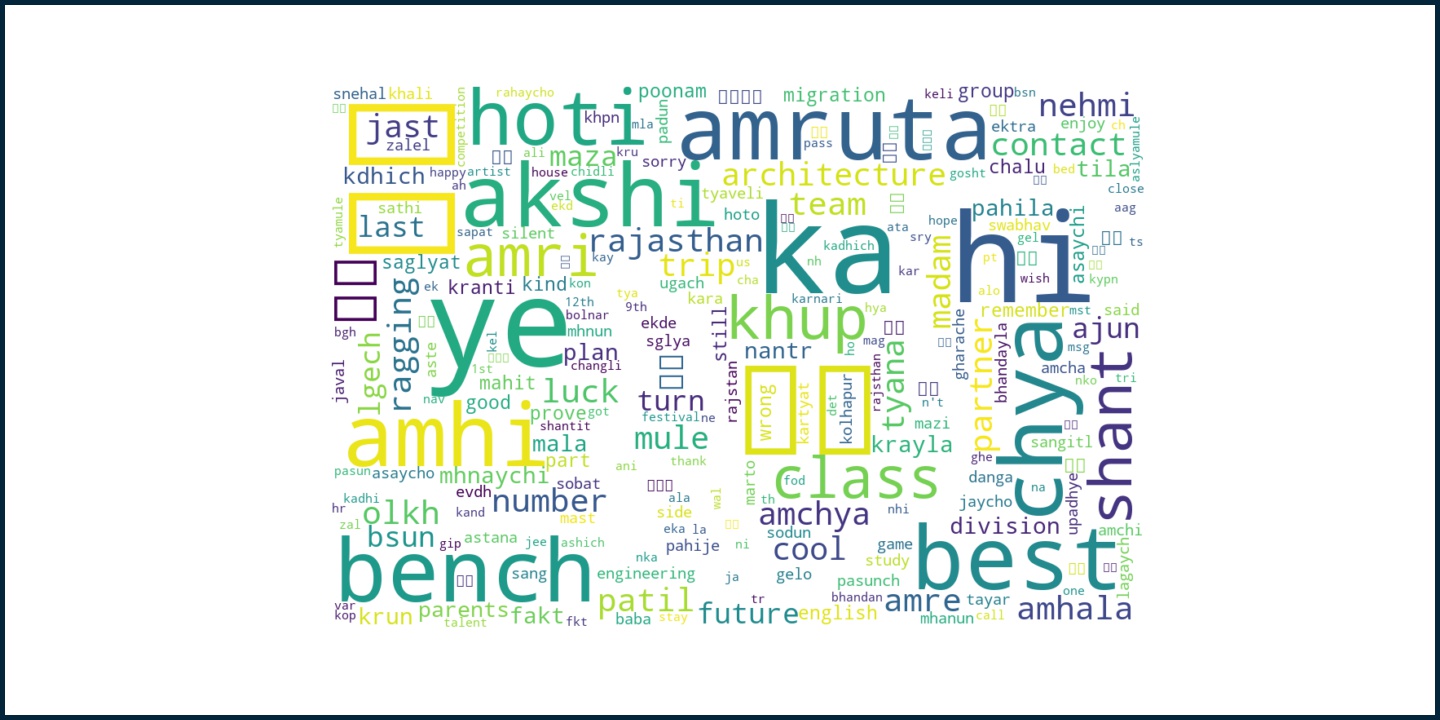 snehal khali rahaycho poonam migration keli group bsn nehmi
jast hoti khpn mla padun amruta pass ektra enjoy ch
zalel competition ali maza kru sorry contact
kdhich happy artist house chidli architecture gosht chalu bed tila aslyamule
ah akshi vel ekd ti tyaveli team close
tyamule sathi hoto ka hi hope pahila aag
last sapat silent rajasthan ata sry swabhav asaychi ts
saglyat amri kay trip us kadhich madam gel
ek kranti kind kon ugach cha nh kar pt wish kypn
ragging ye 12th tya 9th kara karnari hya alo remember mst said
bgh bolnar ekde still khup gharache ajun
algech aste kel mhnun sglya ho mag partner bhandayla chya msg
javal 1st plan changli nantr tyana amcha shant
mahit luck rajstan wrong kartyat det kolhapur rajsthan n't nko tri
nav good prove got turn festival ne mazi
amhi shantit mala mule krayla sangitl
pasun asaycho mhnaychi part ani thank marto class fod ghe danga na
kadhi evdh sobat ala wal th jaycho upadhye
hr olkh kand number mast side amchya nhi division
zal bsun astana jee ashich eka la sodun amchi
gip pahije ni cool game best
bench sang nka engineering ja gelo study pasunch one lagaych
var krun parents fakt patil tr bhandan amre tayar amhala
kop talent fkt baba stay future english mhanun call